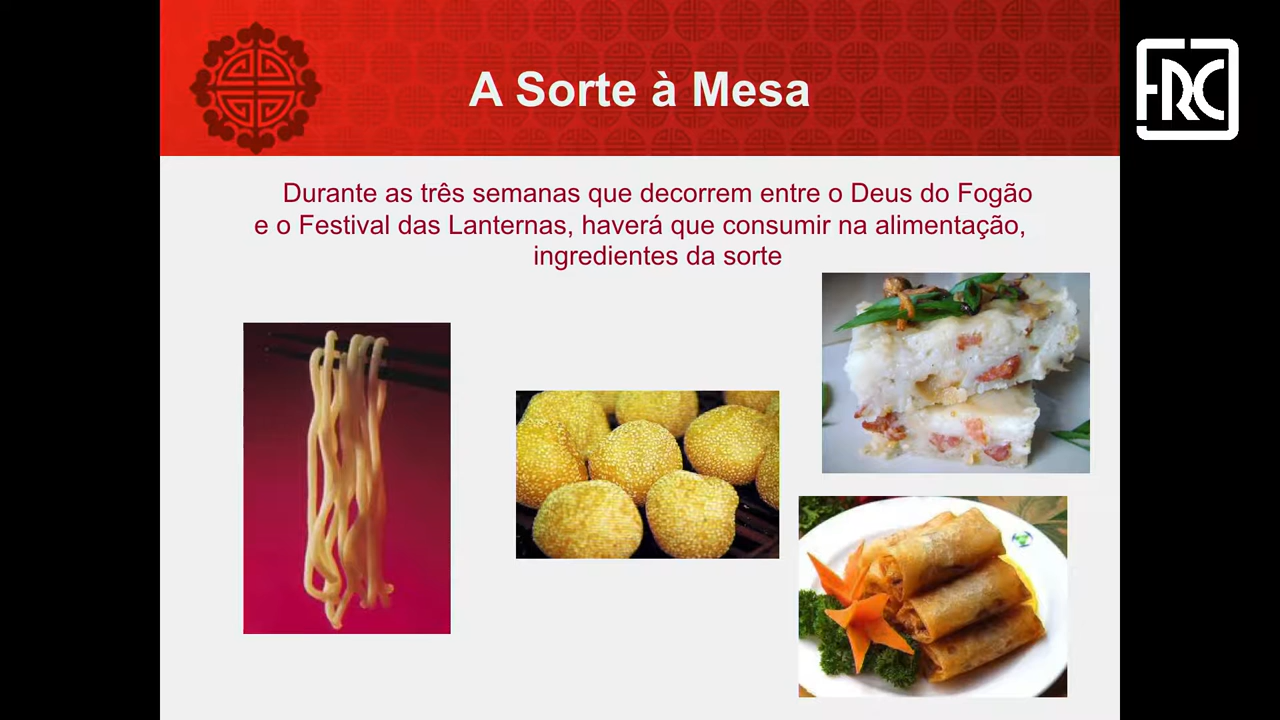 A Sorte à Mesa
FRC
Durante as três semanas que decorrem entre o Deus do Fogão
e o Festival das Lanternas, haverá que consumir na alimentação,
ingredientes da sorte